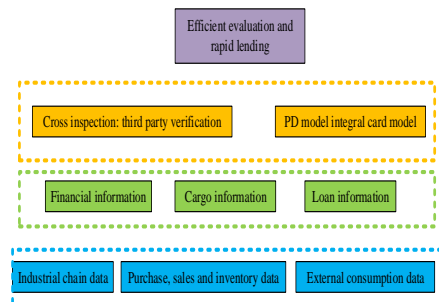 Efficient evaluation and
rapid lending
Cross inspection: third party verification
PD model integral card model
Financial information
Cargo information
Loan information
Industrial chain data
Purchase, sales and inventory data
External consumption data